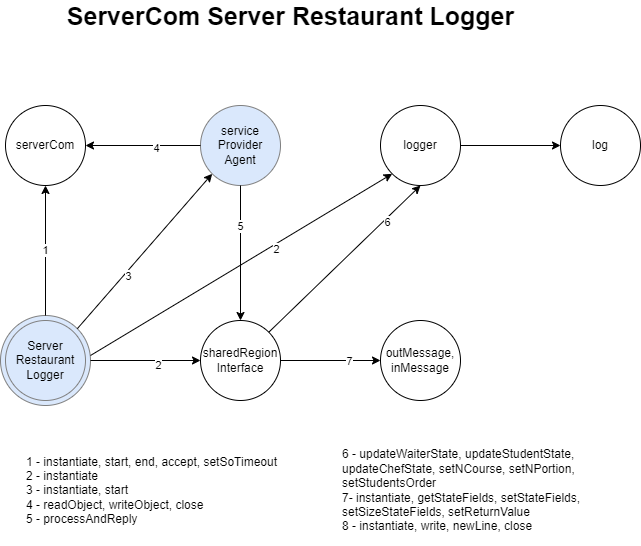 ServerCom Server Restaurant Logger
serverCom
4
service
Provider
Agent
logger
log
1
3
5
2
6
Server
Restaurant
Logger
2
sharedRegion
Interface
7
outMessage,
inMessage
1 - instantiate, start, end, accept, setSoTimeout
2 - instantiate
3 - instantiate, start
4 - readObject, writeObject, close
5 - processAndReply
6 - updateWaiterState, updateStudentState,
updateChefState, setNCourse, setNPortion,
setStudentsOrder
7- instantiate, getStateFields, setStateFields,
setSizeStateFields, setReturnValue
8 - instantiate, write, newLine, close